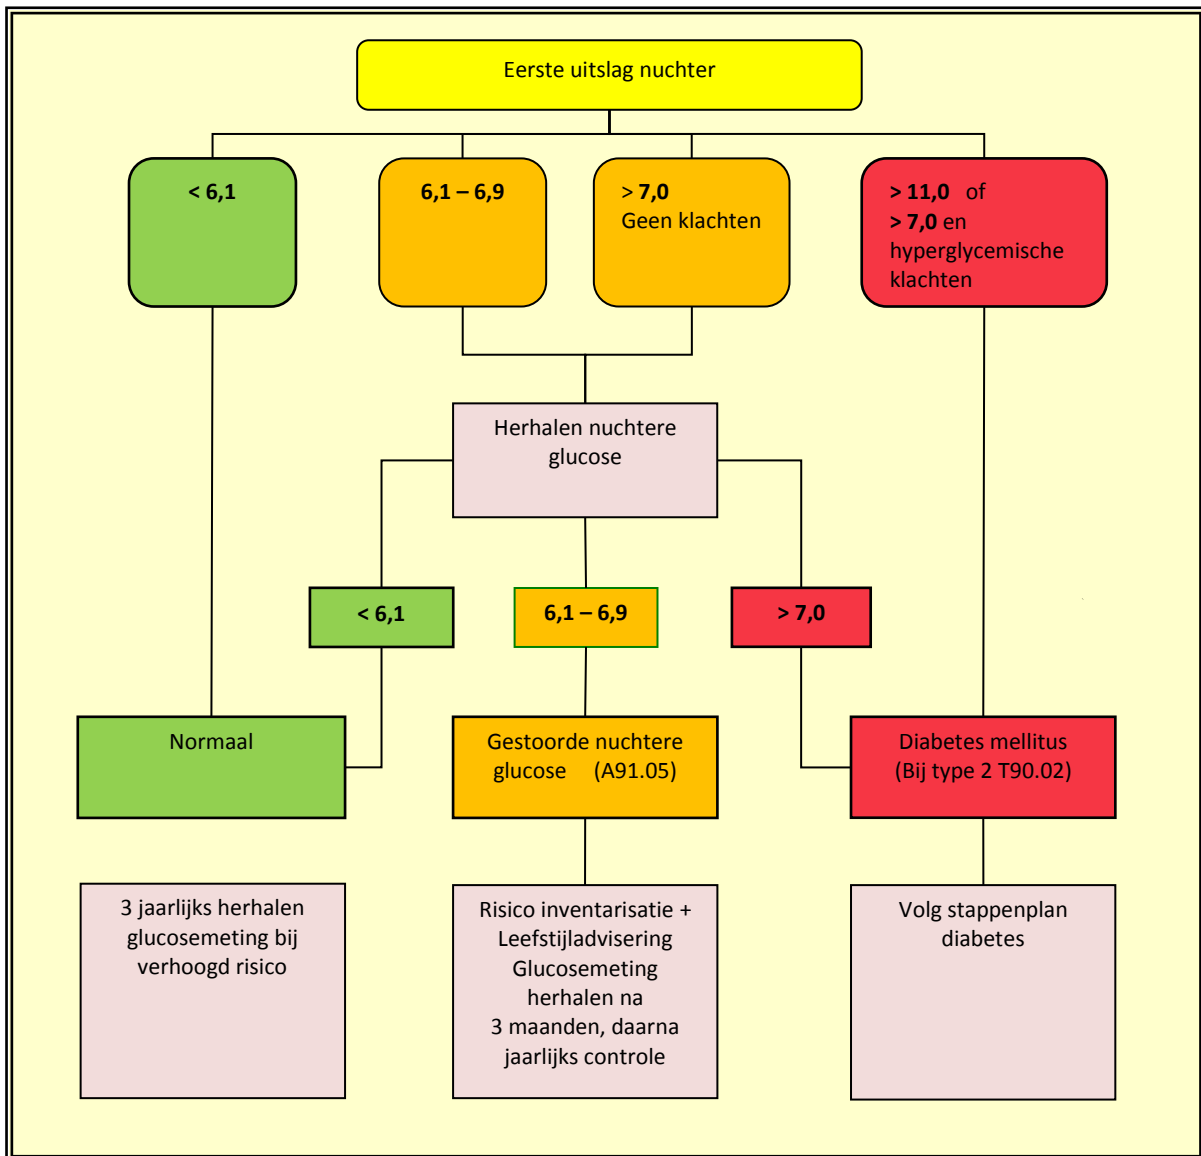 Eerste uitslag nuchter
< 6,1
6,1 – 6,9
> 7,0
Geen klachten
> 11,0 of
> 7,0 en
hyperglycemische
klachten
Herhalen nuchtere
glucose
< 6,1
6,1 – 6,9
> 7,0
Normaal
Gestoorde nuchtere
glucose (A91.05)
Diabetes mellitus
(Bij type 2 T90.02)
3 jaarlijks herhalen
glucosemeting bij
verhoogd risico
Risico inventarisatie +
Leefstijladvisering
Glucosemeting
herhalen na
3 maanden, daarna
jaarlijks controle
Volg stappenplan
diabetes